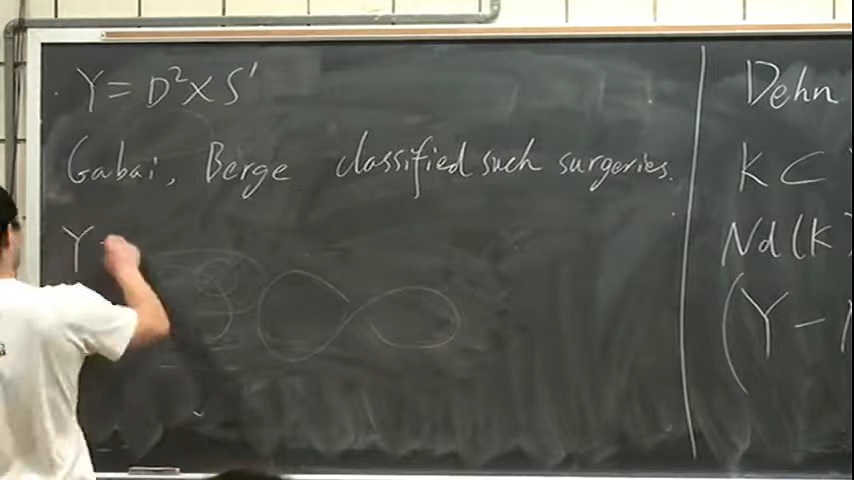 Y = D²× S¹
Gabai, Berge classified such surgeries.
Y
Dehn
K ⊂
Nd(K)
(Y −